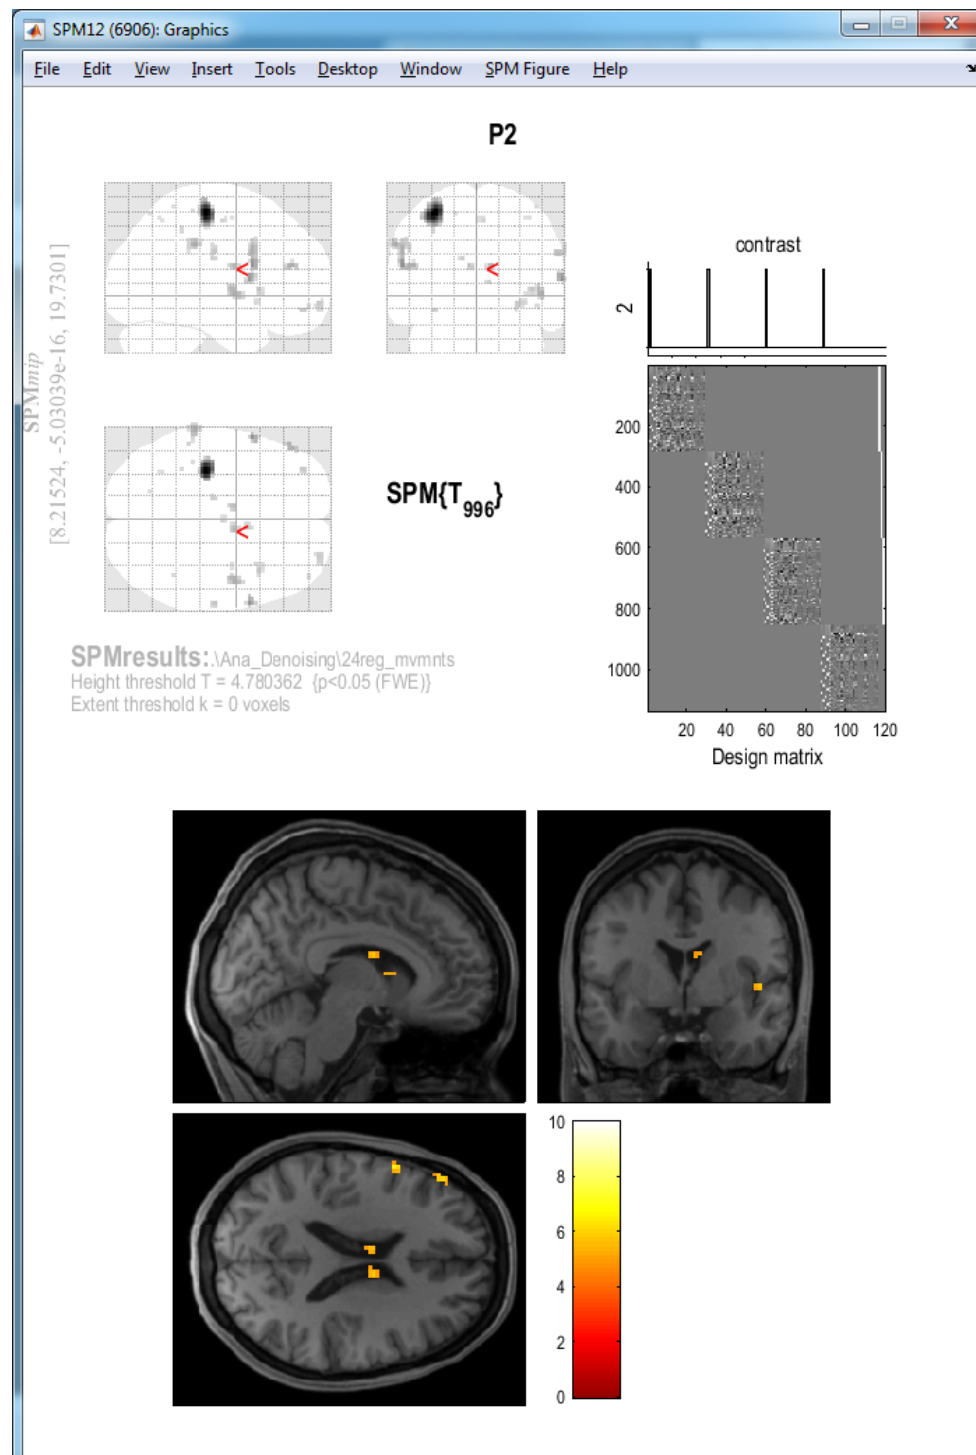 SPM12 (6906): Graphics
File Edit View Insert Tools Desktop Window SPM Figure Help
P2
SPMmip
[8.21524, -5.03039e-16, 19.7301]
<
<
<
SPM{T996}
contrast
2
200
400
600
800
1000
20 40 60 80 100 120
Design matrix
SPMresults: .\Ana_Denoising\24reg_mvmnts
Height threshold T = 4.780362 {p<0.05 (FWE)}
Extent threshold k = 0 voxels
10
8
6
4
2
0